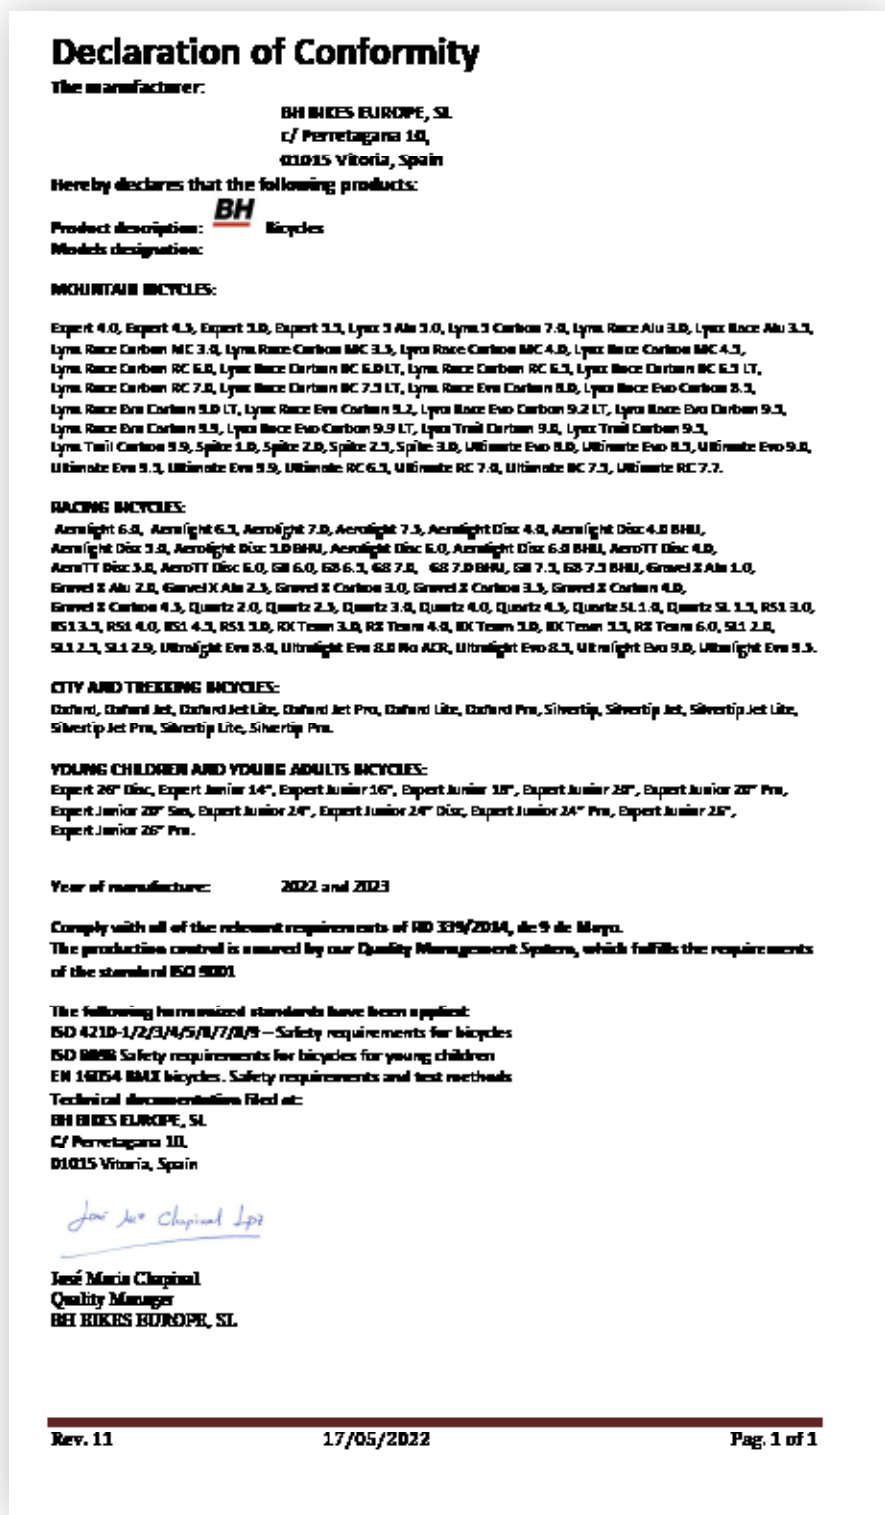 Declaration of Conformity
The manufacturer:
BH BIKES EUROPE, SL
c/ Perretagana 10,
01015 Vitoria, Spain
Hereby declares that the following products:
Product description: BH Bicycles
Models designation:
MOUNTAIN BICYCLES:
Expert 4.0, Expert 4.5, Expert 5.0, Expert 5.5, Lynx 5 Alu 5.0, Lynx 5 Carbon 7.0, Lynx Race Alu 3.0, Lynx Race Alu 3.5,
Lynx Race Carbon MC 3.0, Lynx Race Carbon MC 3.5, Lynx Race Carbon MC 4.0, Lynx Race Carbon MC 4.5,
Lynx Race Carbon RC 6.0, Lynx Race Carbon RC 6.0 LT, Lynx Race Carbon RC 6.5, Lynx Race Carbon RC 6.5 LT,
Lynx Race Carbon RC 7.0, Lynx Race Carbon RC 7.5 LT, Lynx Race Evo Carbon 8.0, Lynx Race Evo Carbon 8.5,
Lynx Race Evo Carbon 9.0 LT, Lynx Race Evo Carbon 9.2, Lynx Race Evo Carbon 9.2 LT, Lynx Race Evo Carbon 9.5,
Lynx Race Evo Carbon 9.9, Lynx Race Evo Carbon 9.9 LT, Lynx Trail Carbon 9.0, Lynx Trail Carbon 9.5,
Lynx Trail Carbon 9.9, Spike 1.0, Spike 2.0, Spike 2.5, Spike 3.0, Ultimate Evo 8.0, Ultimate Evo 8.5, Ultimate Evo 9.0,
Ultimate Evo 9.5, Ultimate Evo 9.9, Ultimate RC 6.5, Ultimate RC 7.0, Ultimate RC 7.5, Ultimate RC 7.7.
RACING BICYCLES:
Aerolight 6.0, Aerolight 6.5, Aerolight 7.0, Aerolight 7.5, Aerolight Disc 4.0, Aerolight Disc 4.0 BHU,
Aerolight Disc 5.0, Aerolight Disc 5.0 BHU, Aerolight Disc 6.0, Aerolight Disc 6.0 BHU, AeroTT Disc 4.0,
AeroTT Disc 5.0, AeroTT Disc 6.0, G8 6.0, G8 6.5, G8 7.0, G8 7.0 BHU, G8 7.5, G8 7.5 BHU, Gravel X Alu 1.0,
Gravel X Alu 2.0, Gravel X Alu 2.5, Gravel X Carbon 3.0, Gravel X Carbon 3.5, Gravel X Carbon 4.0,
Gravel X Carbon 4.5, Quartz 2.0, Quartz 2.5, Quartz 3.0, Quartz 4.0, Quartz 4.5, Quartz SL 1.0, Quartz SL 1.5, RS1 3.0,
RS1 3.5, RS1 4.0, RS1 4.5, RS1 5.0, RX Team 3.0, RX Team 4.0, RX Team 5.0, RX Team 5.5, RX Team 6.0, SL1 2.0,
SL1 2.5, SL1 2.9, Ultralight Evo 8.0, Ultralight Evo 8.0 No ACR, Ultralight Evo 8.5, Ultralight Evo 9.0, Ultralight Evo 9.5.
CITY AND TREKKING BICYCLES:
Oxford, Oxford Jet, Oxford Jet Lite, Oxford Jet Pro, Oxford Lite, Oxford Pro, Silvertip, Silvertip Jet, Silvertip Jet Lite,
Silvertip Jet Pro, Silvertip Lite, Silvertip Pro.
YOUNG CHILDREN AND YOUNG ADULTS BICYCLES:
Expert 26" Disc, Expert Junior 14", Expert Junior 16", Expert Junior 18", Expert Junior 20", Expert Junior 20" Pro,
Expert Junior 20" Sus, Expert Junior 24", Expert Junior 24" Disc, Expert Junior 24" Pro, Expert Junior 26",
Expert Junior 26" Pro.
Year of manufacture: 2022 and 2023
Comply with all of the relevant requirements of RD 339/2014, de 9 de Mayo.
The production control is assured by our Quality Management System, which fulfills the requirements
of the standard ISO 9001
The following harmonized standards have been applied:
ISO 4210-1/2/3/4/5/6/7/8/9 – Safety requirements for bicycles
ISO 8098 Safety requirements for bicycles for young children
EN 16054 BMX bicycles. Safety requirements and test methods
Technical documentation filed at:
BH BIKES EUROPE, SL
C/ Perretagana 10,
01015 Vitoria, Spain
José Maria Chapinal
Quality Manager
BH BIKES EUROPE, SL
Rev. 11 17/05/2022 Pag. 1 of 1